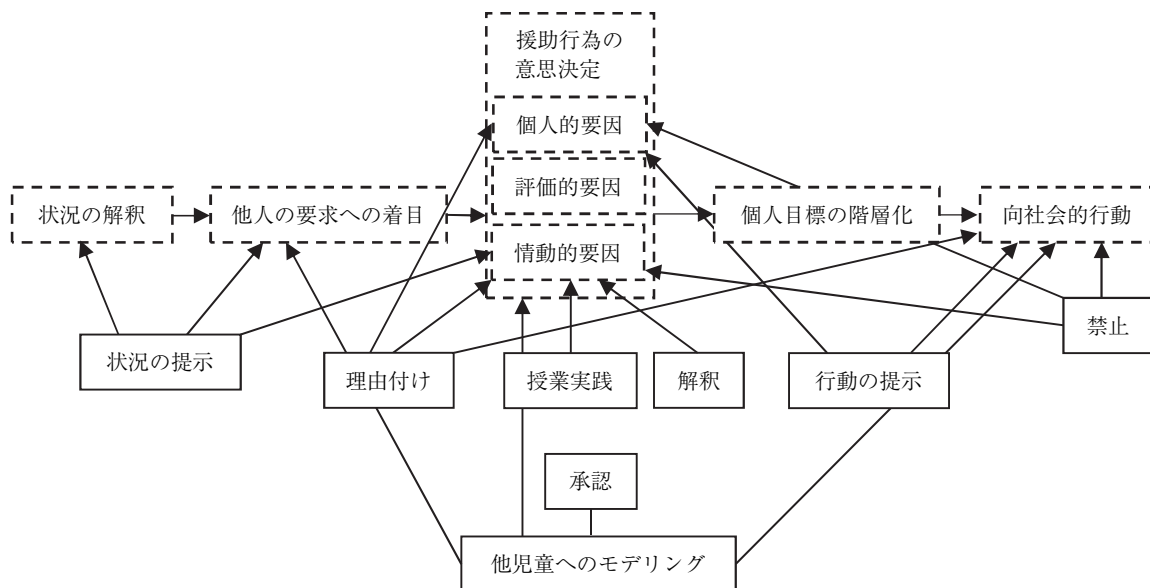 援助行為の
意思決定
個人的要因
評価的要因
状況の解釈
他人の要求への着目
個人目標の階層化
向社会的行動
情動的要因
禁止
状況の提示
理由付け
授業実践
解釈
行動の提示
承認
他児童へのモデリング